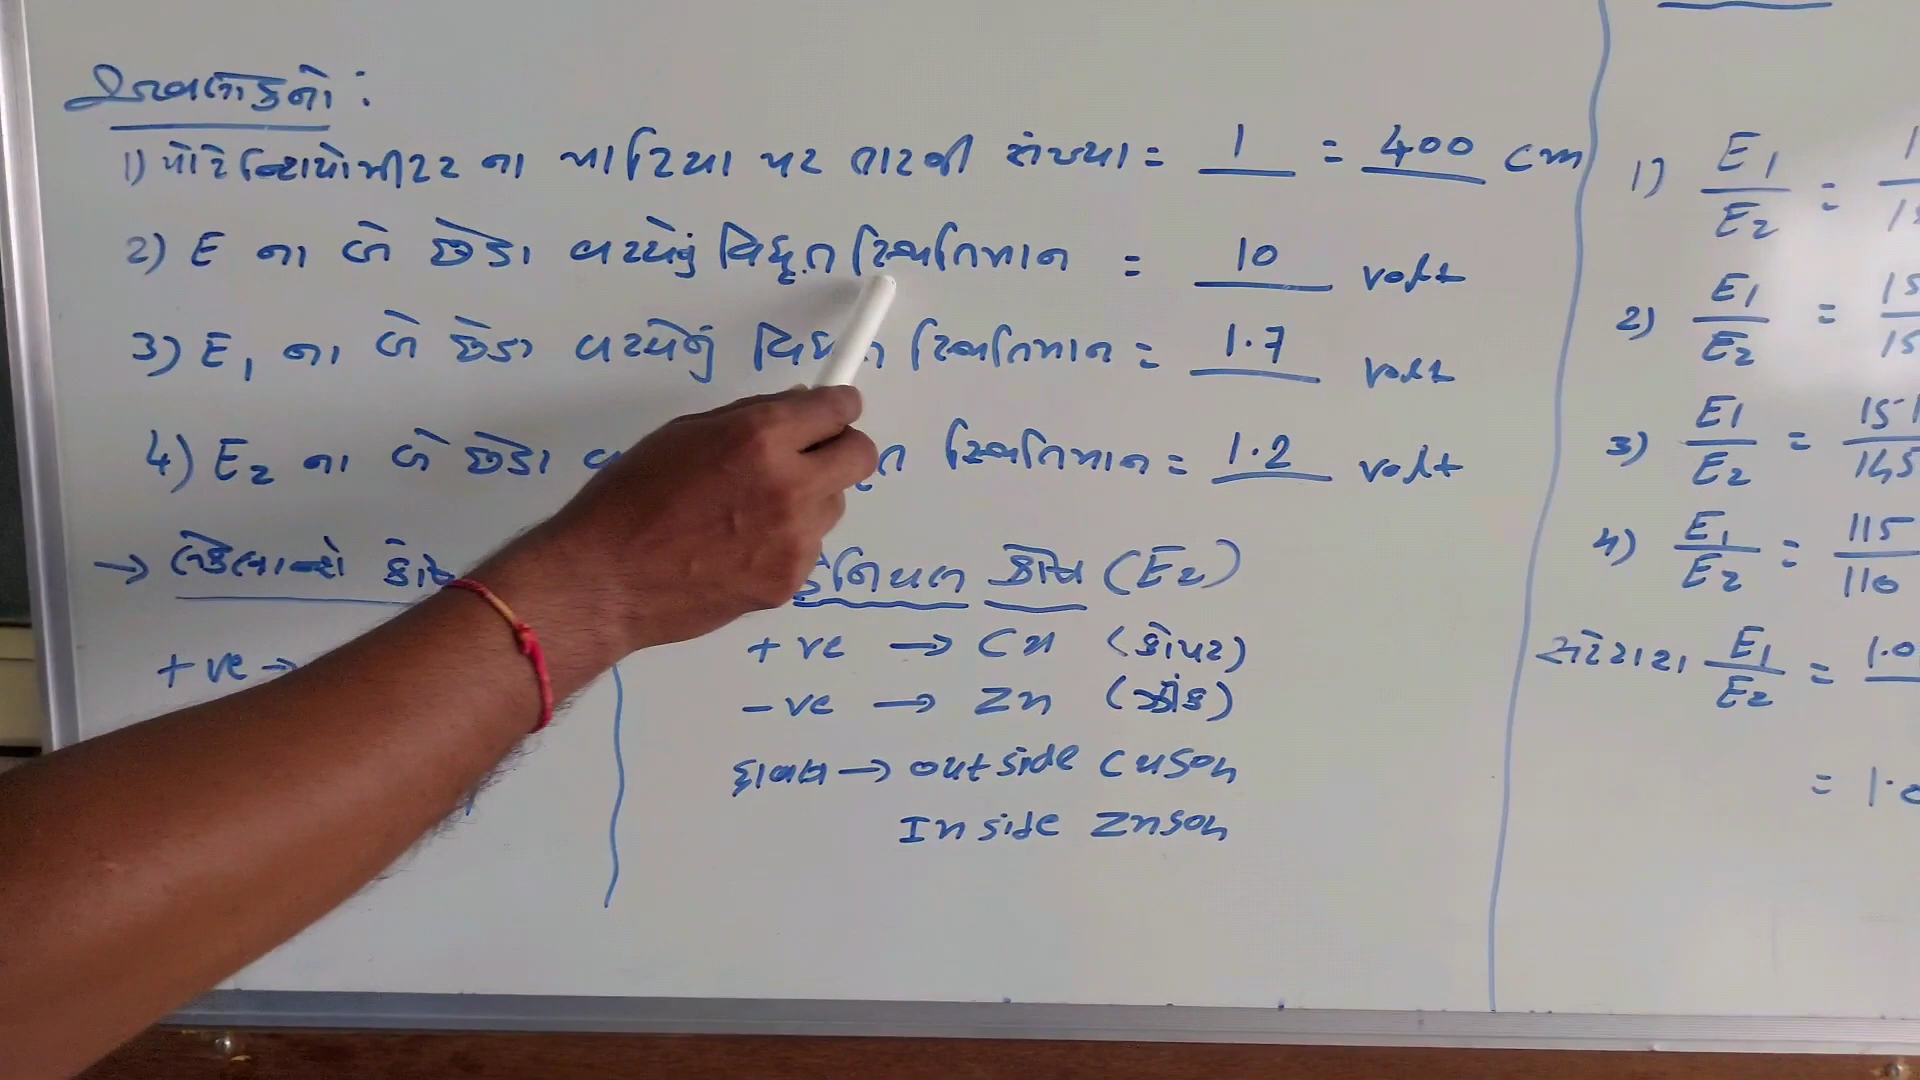 અવલોકનો :
1) પોટેન્શિયોમીટર ના પાટિયા પર તારની સંખ્યા = 1 = 400 cm
2) E ના બે છેડા વચ્ચેનું વિદ્યુત સ્થિતિમાન = 10 volt
3) E1 ના બે છેડા વચ્ચેનું સ્થિતિમાન = 1.7 volt
4) E2 ના બે છેડા સ્થિતિમાન = 1.2 volt
→ લેકલાન્શે કોષ
+ve →
ડેનિયલ કોષ (E2)
+ve → Cu (કોપર)
-ve → Zn (ઝીંક)
દ્રાવણ → outside CuSO4
Inside ZnSO4
1) E1/E2 =
2) E1/E2 =
3) E1/E2 =
4) E1/E2 = 115/110
સરેરાશ E1/E2 =